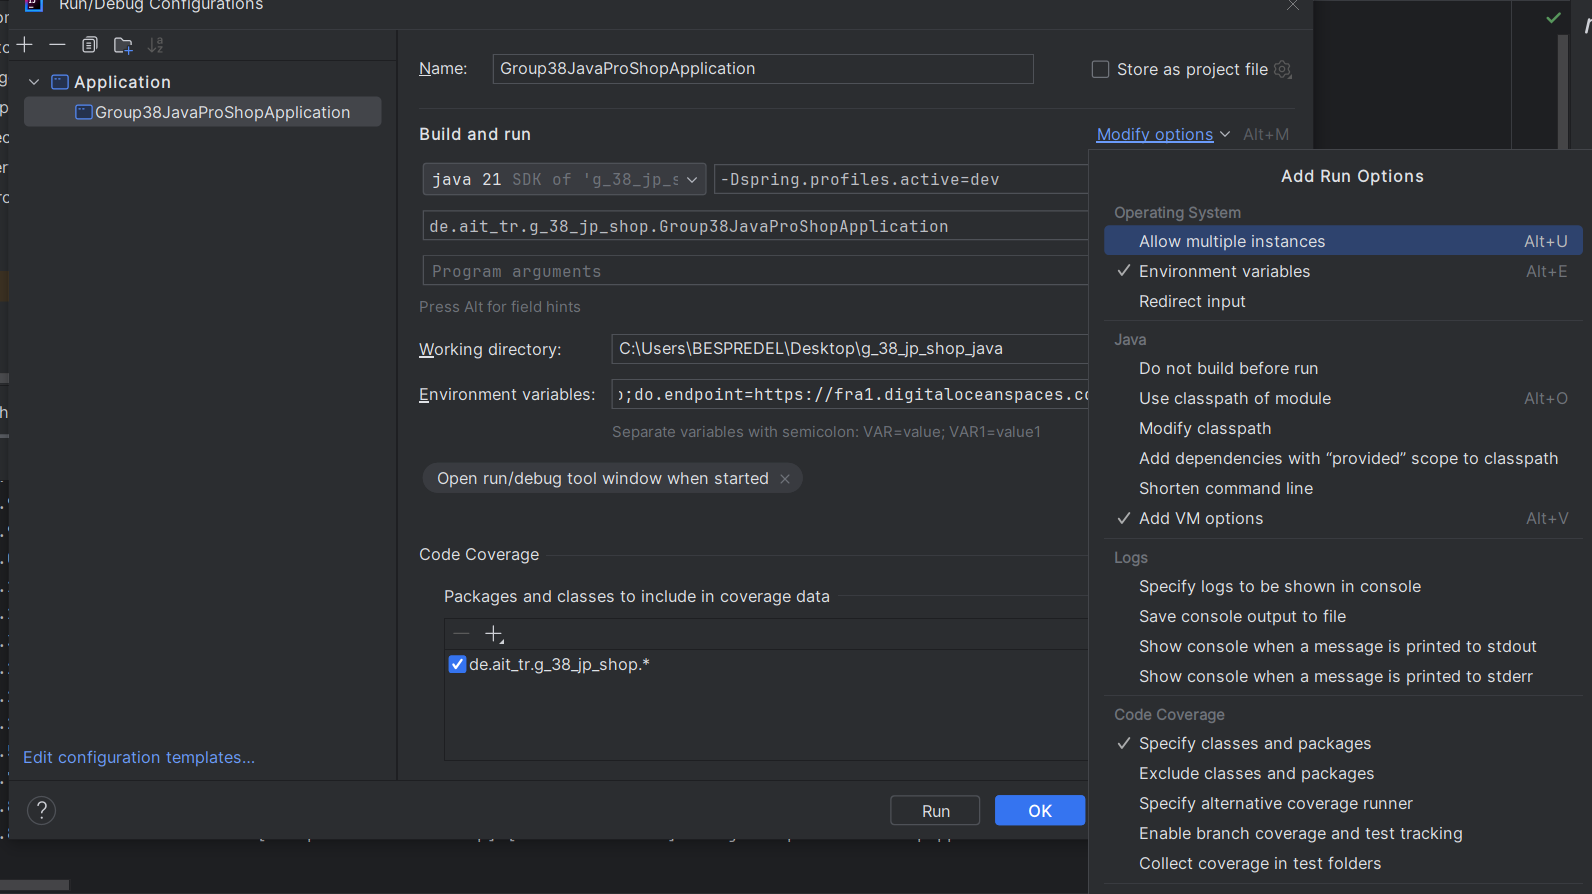 Run/Debug Configurations
Application
Group38JavaProShopApplication
Edit configuration templates...
Name:
Group38JavaProShopApplication
Store as project file
Build and run
Modify options
Alt+M
java 21 SDK of 'g_38_jp_s
-Dspring.profiles.active=dev
de.ait_tr.g_38_jp_shop.Group38JavaProShopApplication
Program arguments
Press Alt for field hints
Working directory:
C:\Users\BESPREDEL\Desktop\g_38_jp_shop_java
Environment variables:
;do.endpoint=https://fra1.digitaloceanspaces.co
Separate variables with semicolon: VAR=value; VAR1=value1
Open run/debug tool window when started
Code Coverage
Packages and classes to include in coverage data
de.ait_tr.g_38_jp_shop.*
?
Run
OK
Add Run Options
Operating System
Allow multiple instances Alt+U
Environment variables Alt+E
Redirect input
Java
Do not build before run
Use classpath of module Alt+O
Modify classpath
Add dependencies with “provided” scope to classpath
Shorten command line
Add VM options Alt+V
Logs
Specify logs to be shown in console
Save console output to file
Show console when a message is printed to stdout
Show console when a message is printed to stderr
Code Coverage
Specify classes and packages
Exclude classes and packages
Specify alternative coverage runner
Enable branch coverage and test tracking
Collect coverage in test folders